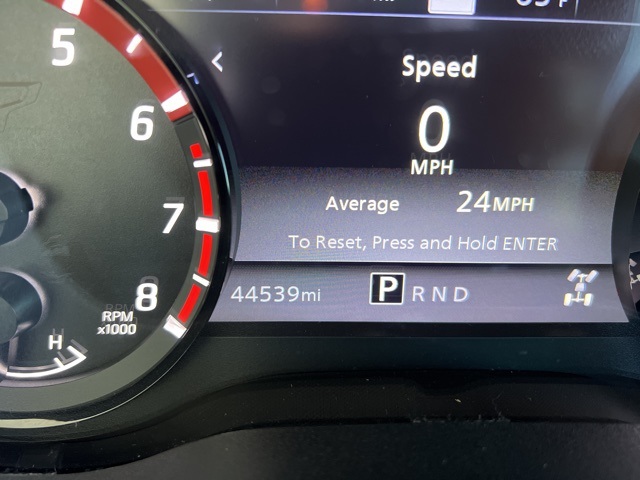 Speed
0
MPH
Average 24MPH
To Reset, Press and Hold ENTER
44539mi P R N D
5
6
7
8
RPM
x1000
H